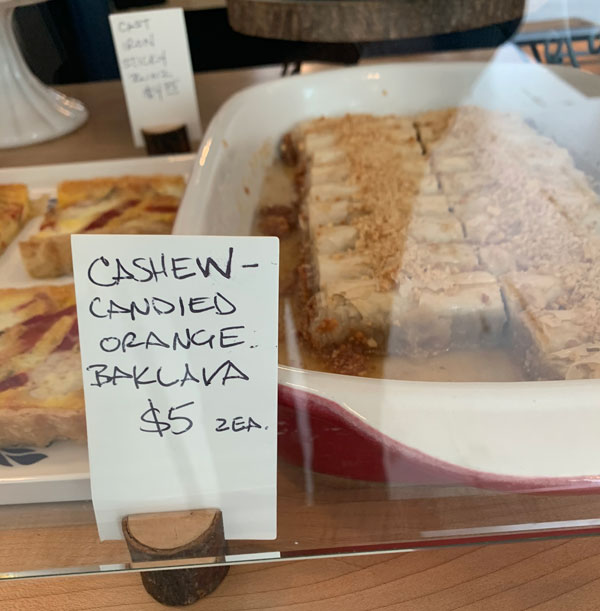 CAST
IRON
STICKY
BUNS
CASHEW-
CANDIED
ORANGE
BAKLAVA
$5 2EA.